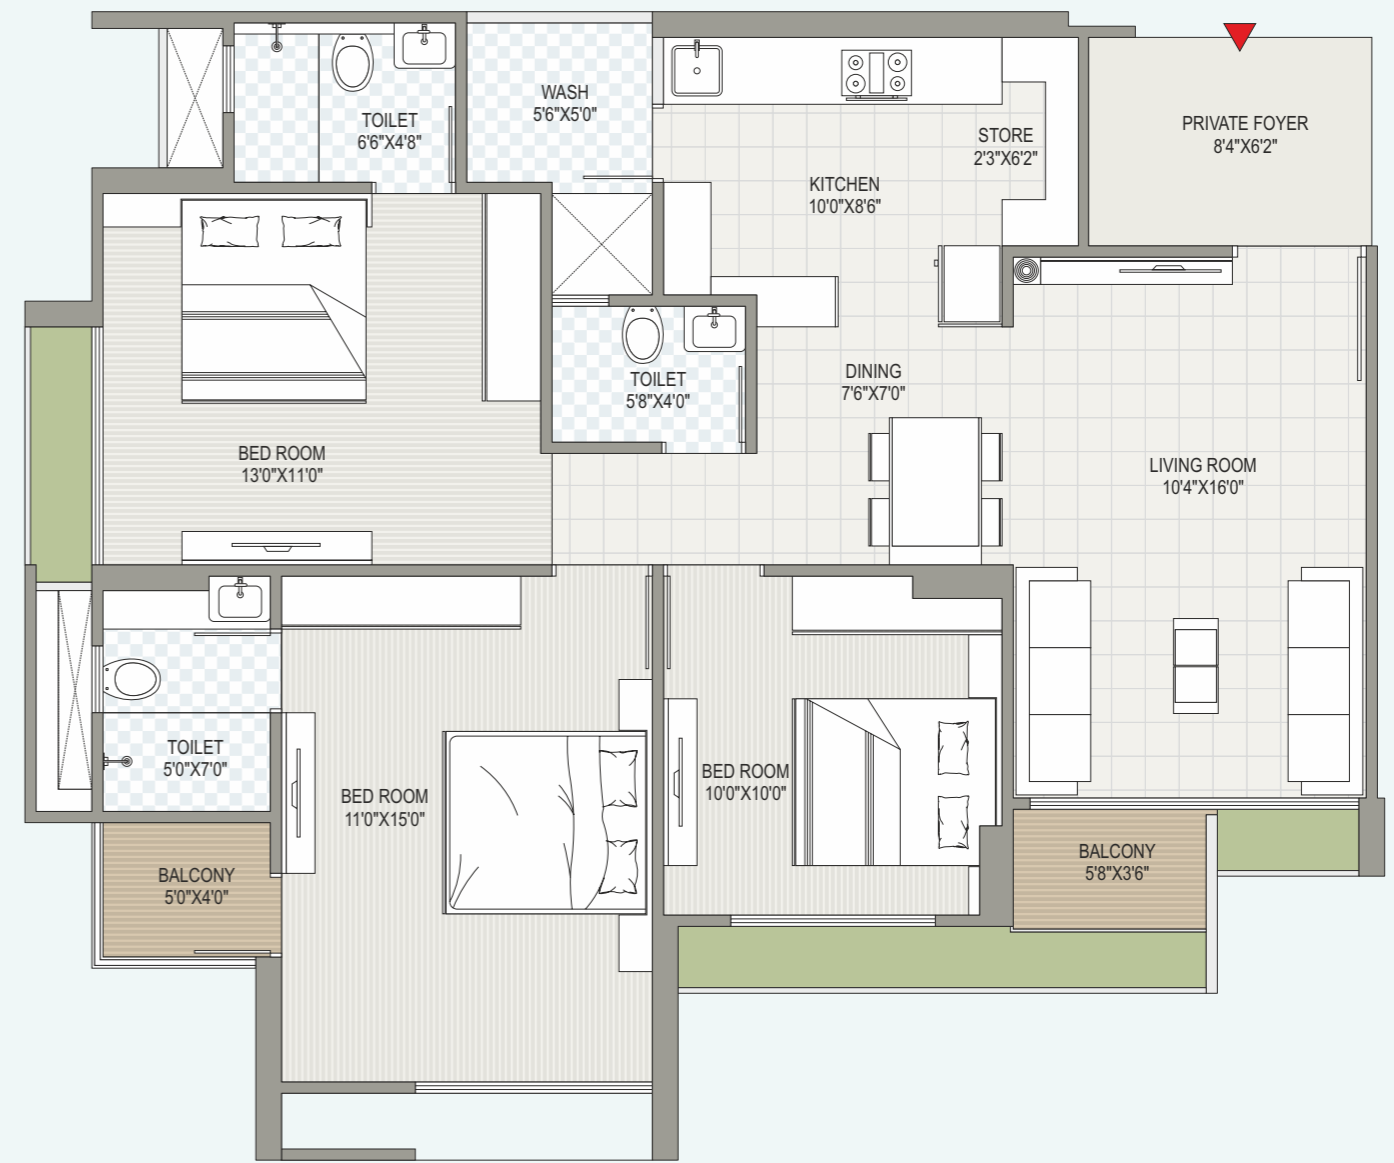 TOILET
6'6"X4'8"
WASH
5'6"X5'0"
STORE
2'3"X6'2"
PRIVATE FOYER
8'4"X6'2"
KITCHEN
10'0"X8'6"
TOILET
5'8"X4'0"
DINING
7'6"X7'0"
BED ROOM
13'0"X11'0"
LIVING ROOM
10'4"X16'0"
TOILET
5'0"X7'0"
BED ROOM
11'0"X15'0"
BED ROOM
10'0"X10'0"
BALCONY
5'0"X4'0"
BALCONY
5'8"X3'6"